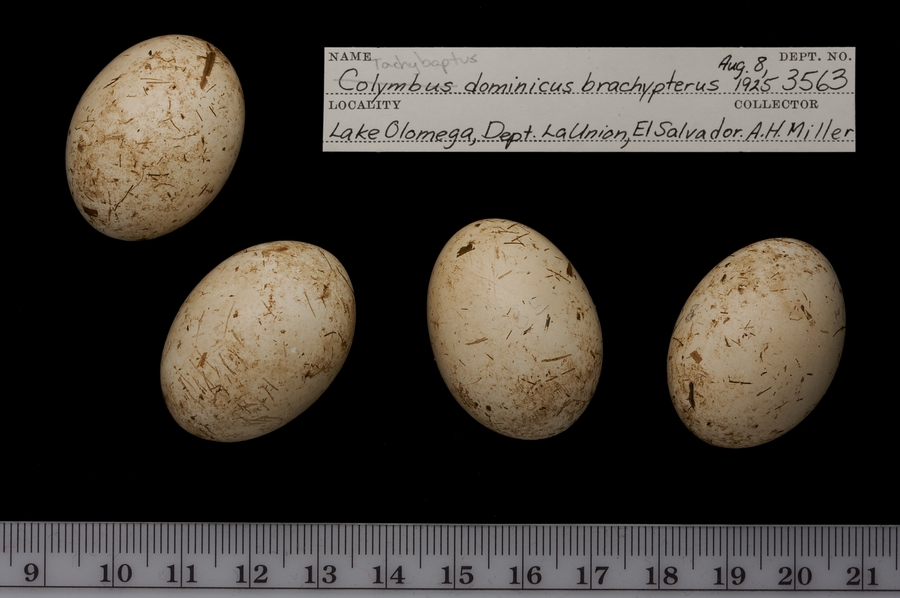 NAME Tachybaptus Aug. 8, DEPT. NO.
Colymbus dominicus brachypterus 1925 3563
LOCALITY COLLECTOR
Lake Olomega, Dept. La Union, El Salvador. A.H. Miller
9 10 11 12 13 14 15 16 17 18 19 20 21